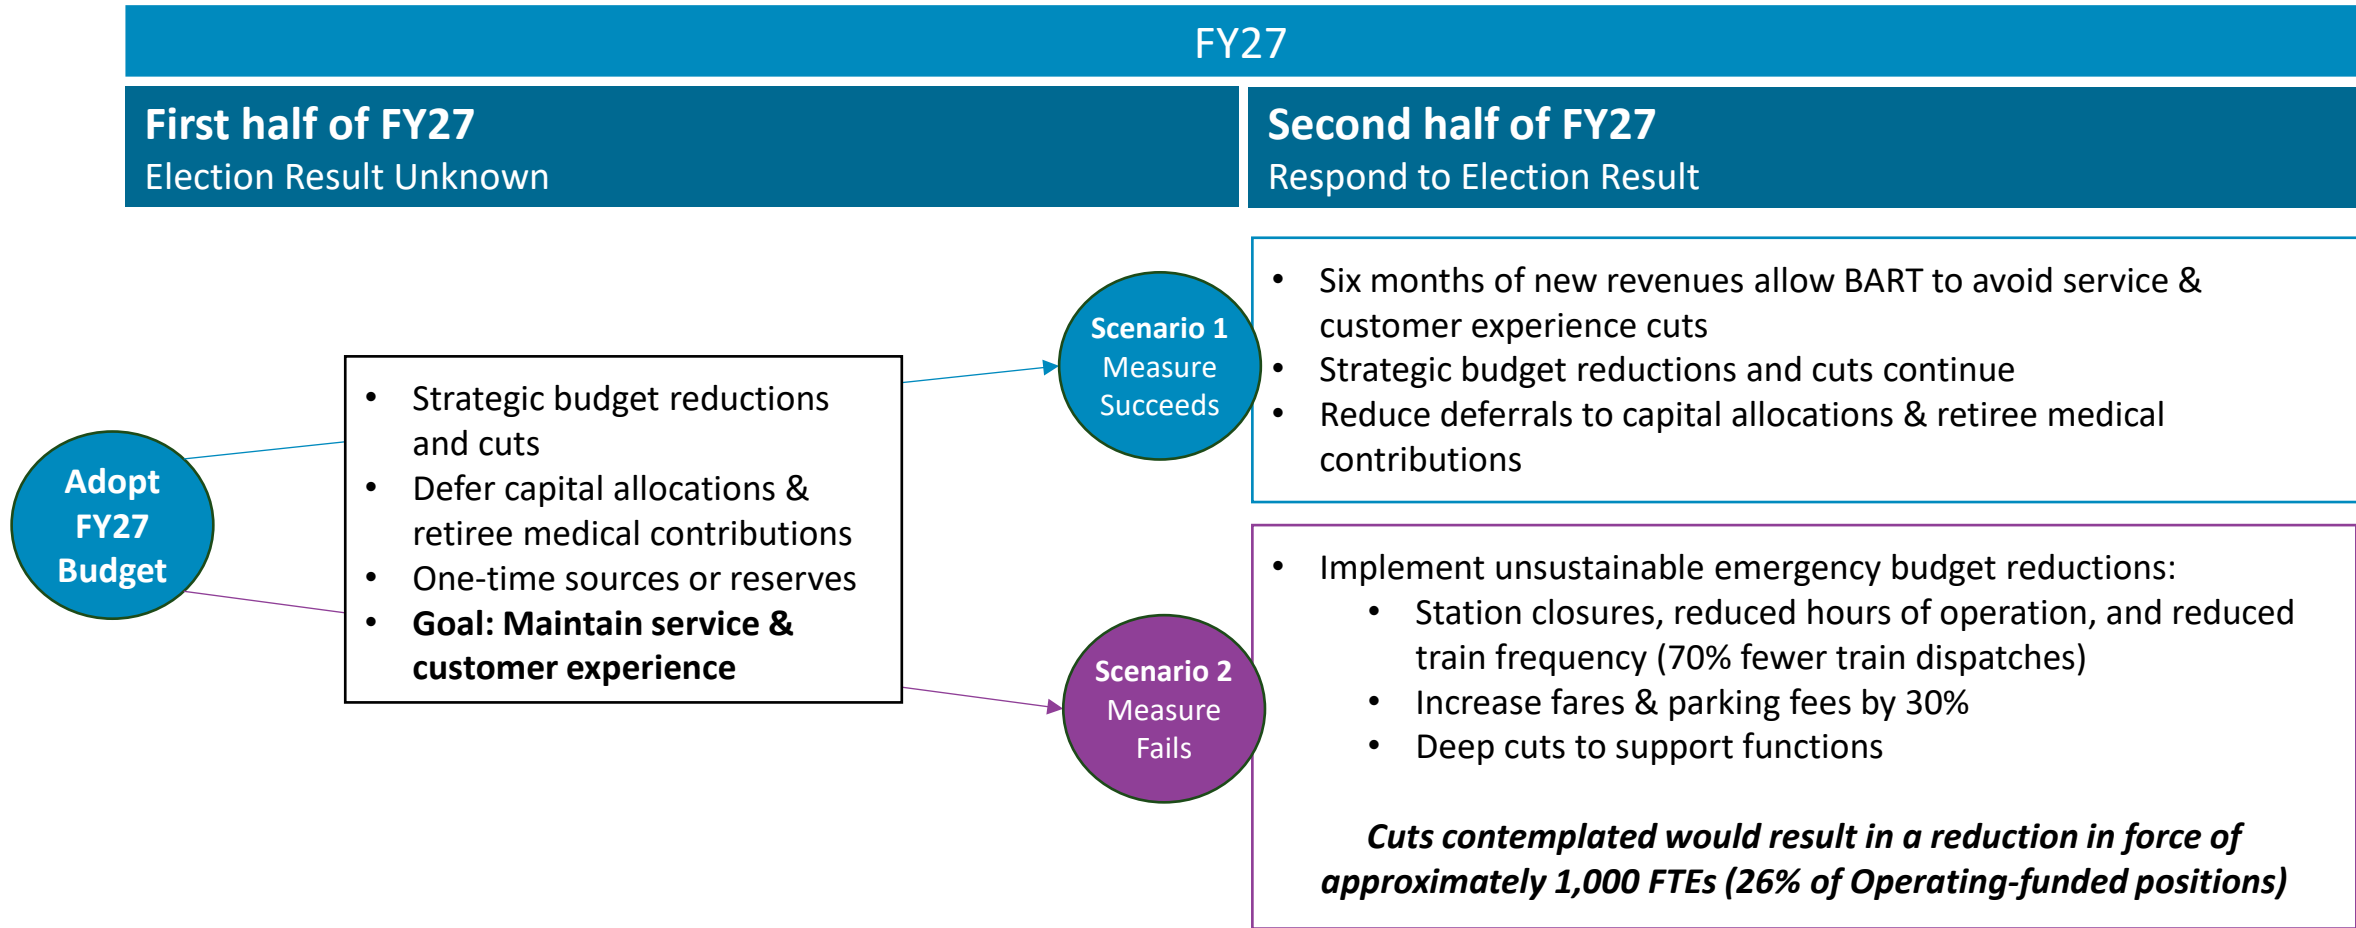 FY27
First half of FY27
Election Result Unknown
Second half of FY27
Respond to Election Result
Adopt
FY27
Budget
• Strategic budget reductions
and cuts
• Defer capital allocations &
retiree medical contributions
• One-time sources or reserves
• Goal: Maintain service &
customer experience
Scenario 1
Measure
Succeeds
• Six months of new revenues allow BART to avoid service &
customer experience cuts
• Strategic budget reductions and cuts continue
• Reduce deferrals to capital allocations & retiree medical
contributions
Scenario 2
Measure
Fails
• Implement unsustainable emergency budget reductions:
• Station closures, reduced hours of operation, and reduced
train frequency (70% fewer train dispatches)
• Increase fares & parking fees by 30%
• Deep cuts to support functions
Cuts contemplated would result in a reduction in force of
approximately 1,000 FTEs (26% of Operating-funded positions)